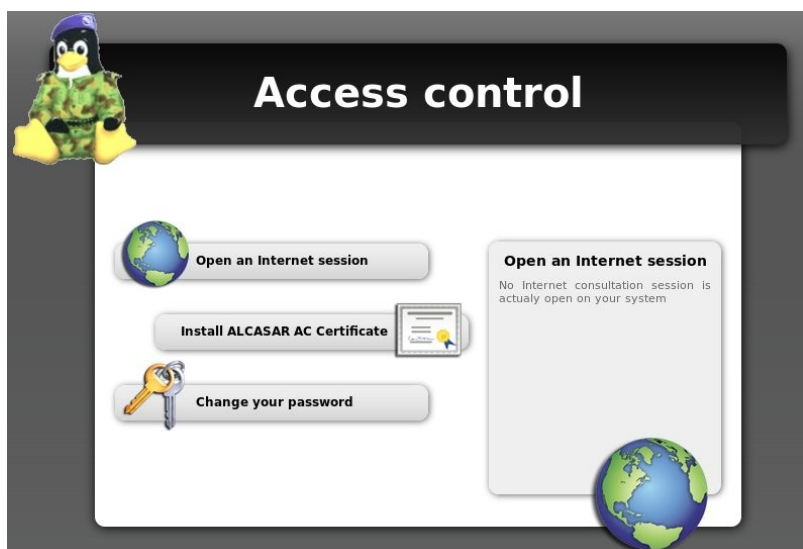 Access control
Open an Internet session
Install ALCASAR AC Certificate
Change your password
Open an Internet session
No Internet consultation session is
actualy open on your system